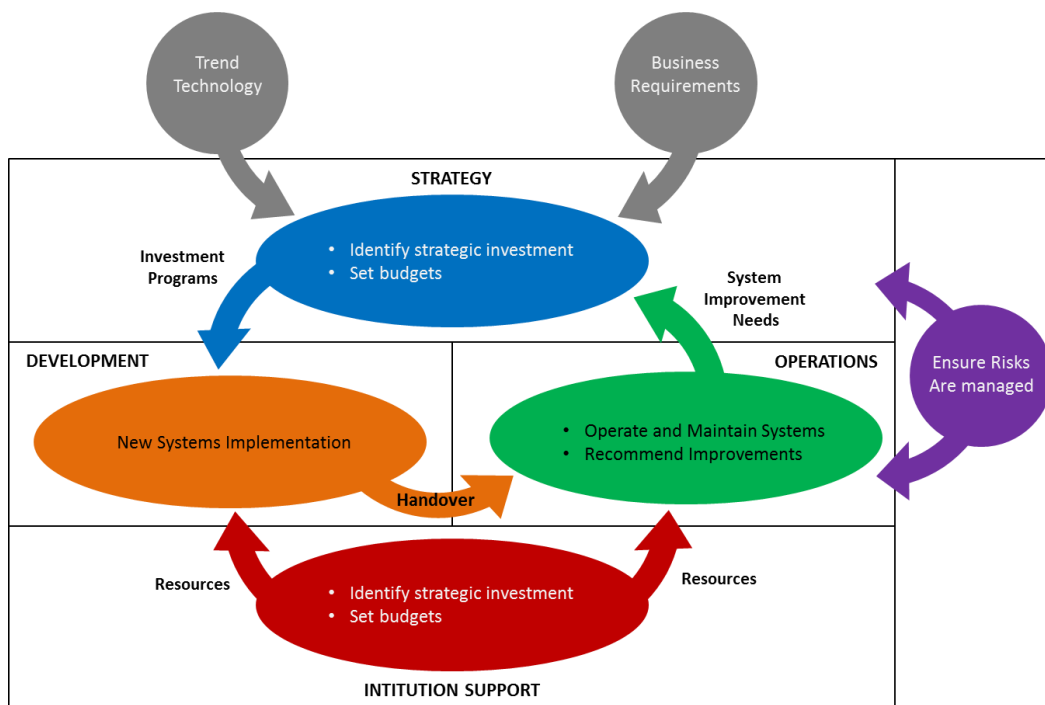 Trend
Technology
Business
Requirements
STRATEGY
• Identify strategic investment
• Set budgets
Investment
Programs
System
Improvement
Needs
DEVELOPMENT
OPERATIONS
Ensure Risks
Are managed
New Systems Implementation
• Operate and Maintain Systems
• Recommend Improvements
Handover
Resources
• Identify strategic investment
• Set budgets
Resources
INTITUTION SUPPORT